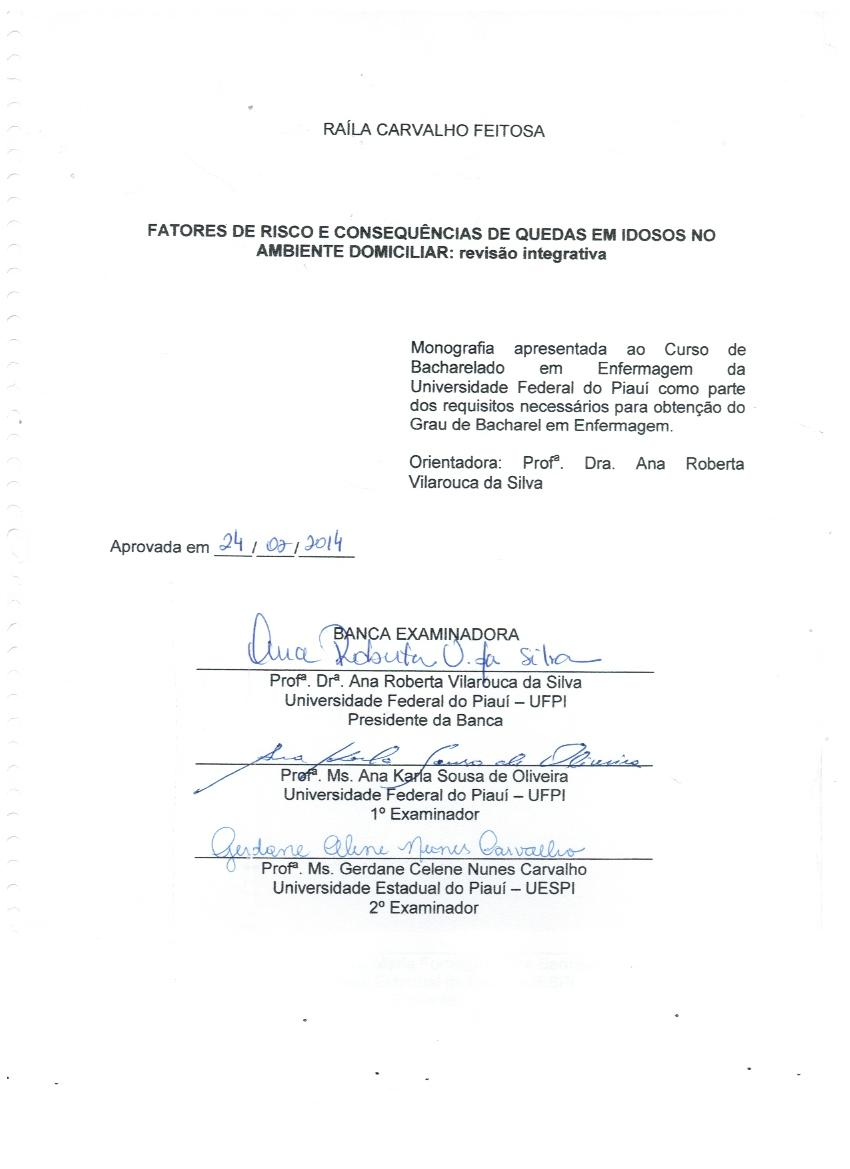 RAÍLA CARVALHO FEITOSA
FATORES DE RISCO E CONSEQUÊNCIAS DE QUEDAS EM IDOSOS NO
AMBIENTE DOMICILIAR: revisão integrativa
Monografia apresentada ao Curso de
Bacharelado em Enfermagem da
Universidade Federal do Piauí como parte
dos requisitos necessários para obtenção do
Grau de Bacharel em Enfermagem.
Orientadora: Profª. Dra. Ana Roberta
Vilarouca da Silva
Aprovada em 24 / 02 / 2014
BANCA EXAMINADORA
Ana Roberta V. da Silva
Profª. Drª. Ana Roberta Vilarouca da Silva
Universidade Federal do Piauí – UFPI
Presidente da Banca
Ana Karla Sousa de Oliveira
Profª. Ms. Ana Karla Sousa de Oliveira
Universidade Federal do Piauí – UFPI
1º Examinador
Gerdane Celene Nunes Carvalho
Profª. Ms. Gerdane Celene Nunes Carvalho
Universidade Estadual do Piauí – UESPI
2º Examinador